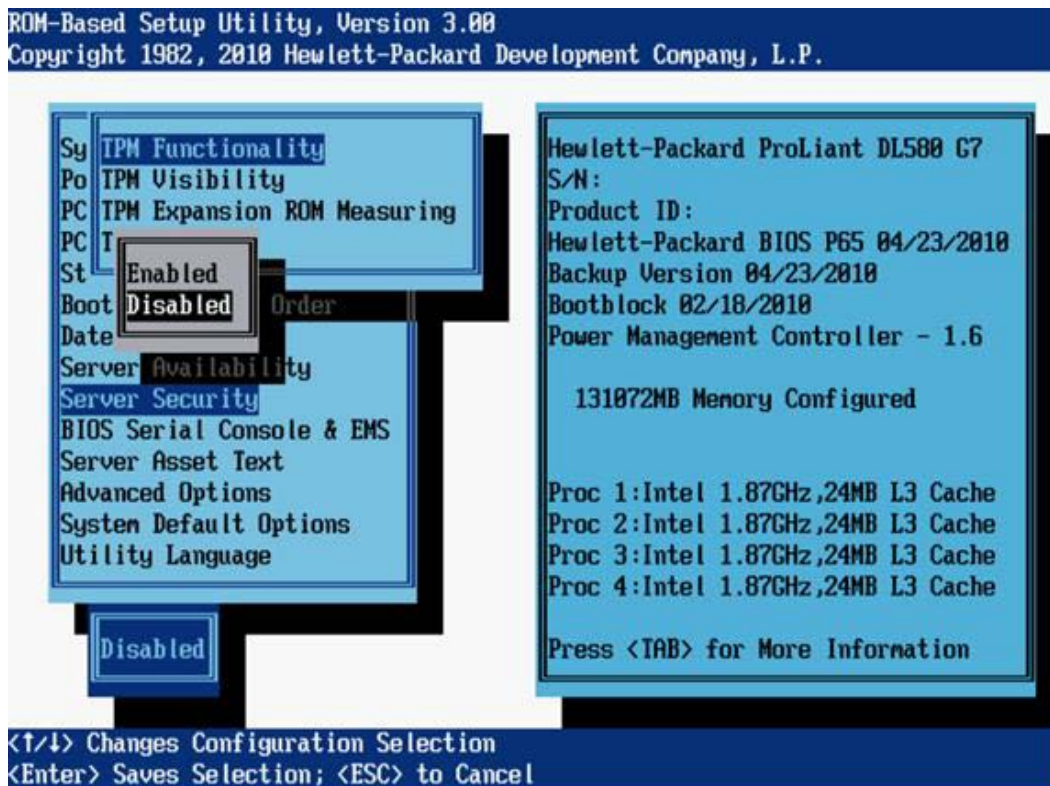 ROM-Based Setup Utility, Version 3.00
Copyright 1982, 2010 Hewlett-Packard Development Company, L.P.
Sy
Po
PC
PC
St
Boot Order
Date
Server Availability
Server Security
BIOS Serial Console & EMS
Server Asset Text
Advanced Options
System Default Options
Utility Language
TPM Functionality
TPM Visibility
TPM Expansion ROM Measuring
T
Enabled
Disabled
Disabled
Hewlett-Packard ProLiant DL580 G7
S/N:
Product ID:
Hewlett-Packard BIOS P65 04/23/2010
Backup Version 04/23/2010
Bootblock 02/18/2010
Power Management Controller - 1.6
131072MB Memory Configured
Proc 1:Intel 1.87GHz,24MB L3 Cache
Proc 2:Intel 1.87GHz,24MB L3 Cache
Proc 3:Intel 1.87GHz,24MB L3 Cache
Proc 4:Intel 1.87GHz,24MB L3 Cache
Press <TAB> for More Information
<↑/↓> Changes Configuration Selection
<Enter> Saves Selection; <ESC> to Cancel